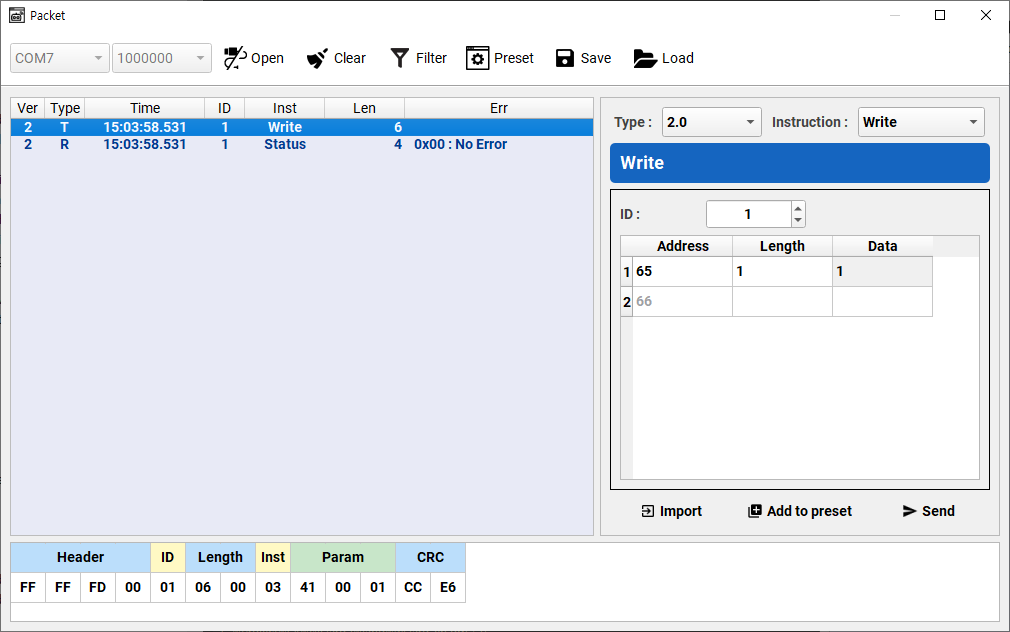 Packet
COM7 1000000 Open Clear Filter Preset Save Load
Ver Type Time ID Inst Len Err
2 T 15:03:58.531 1 Write 6
2 R 15:03:58.531 1 Status 4 0x00 : No Error
Type : 2.0 Instruction : Write
Write
ID : 1
Address Length Data
1 65 1 1
2 66
Import Add to preset Send
Header ID Length Inst Param CRC
FF FF FD 00 01 06 00 03 41 00 01 CC E6